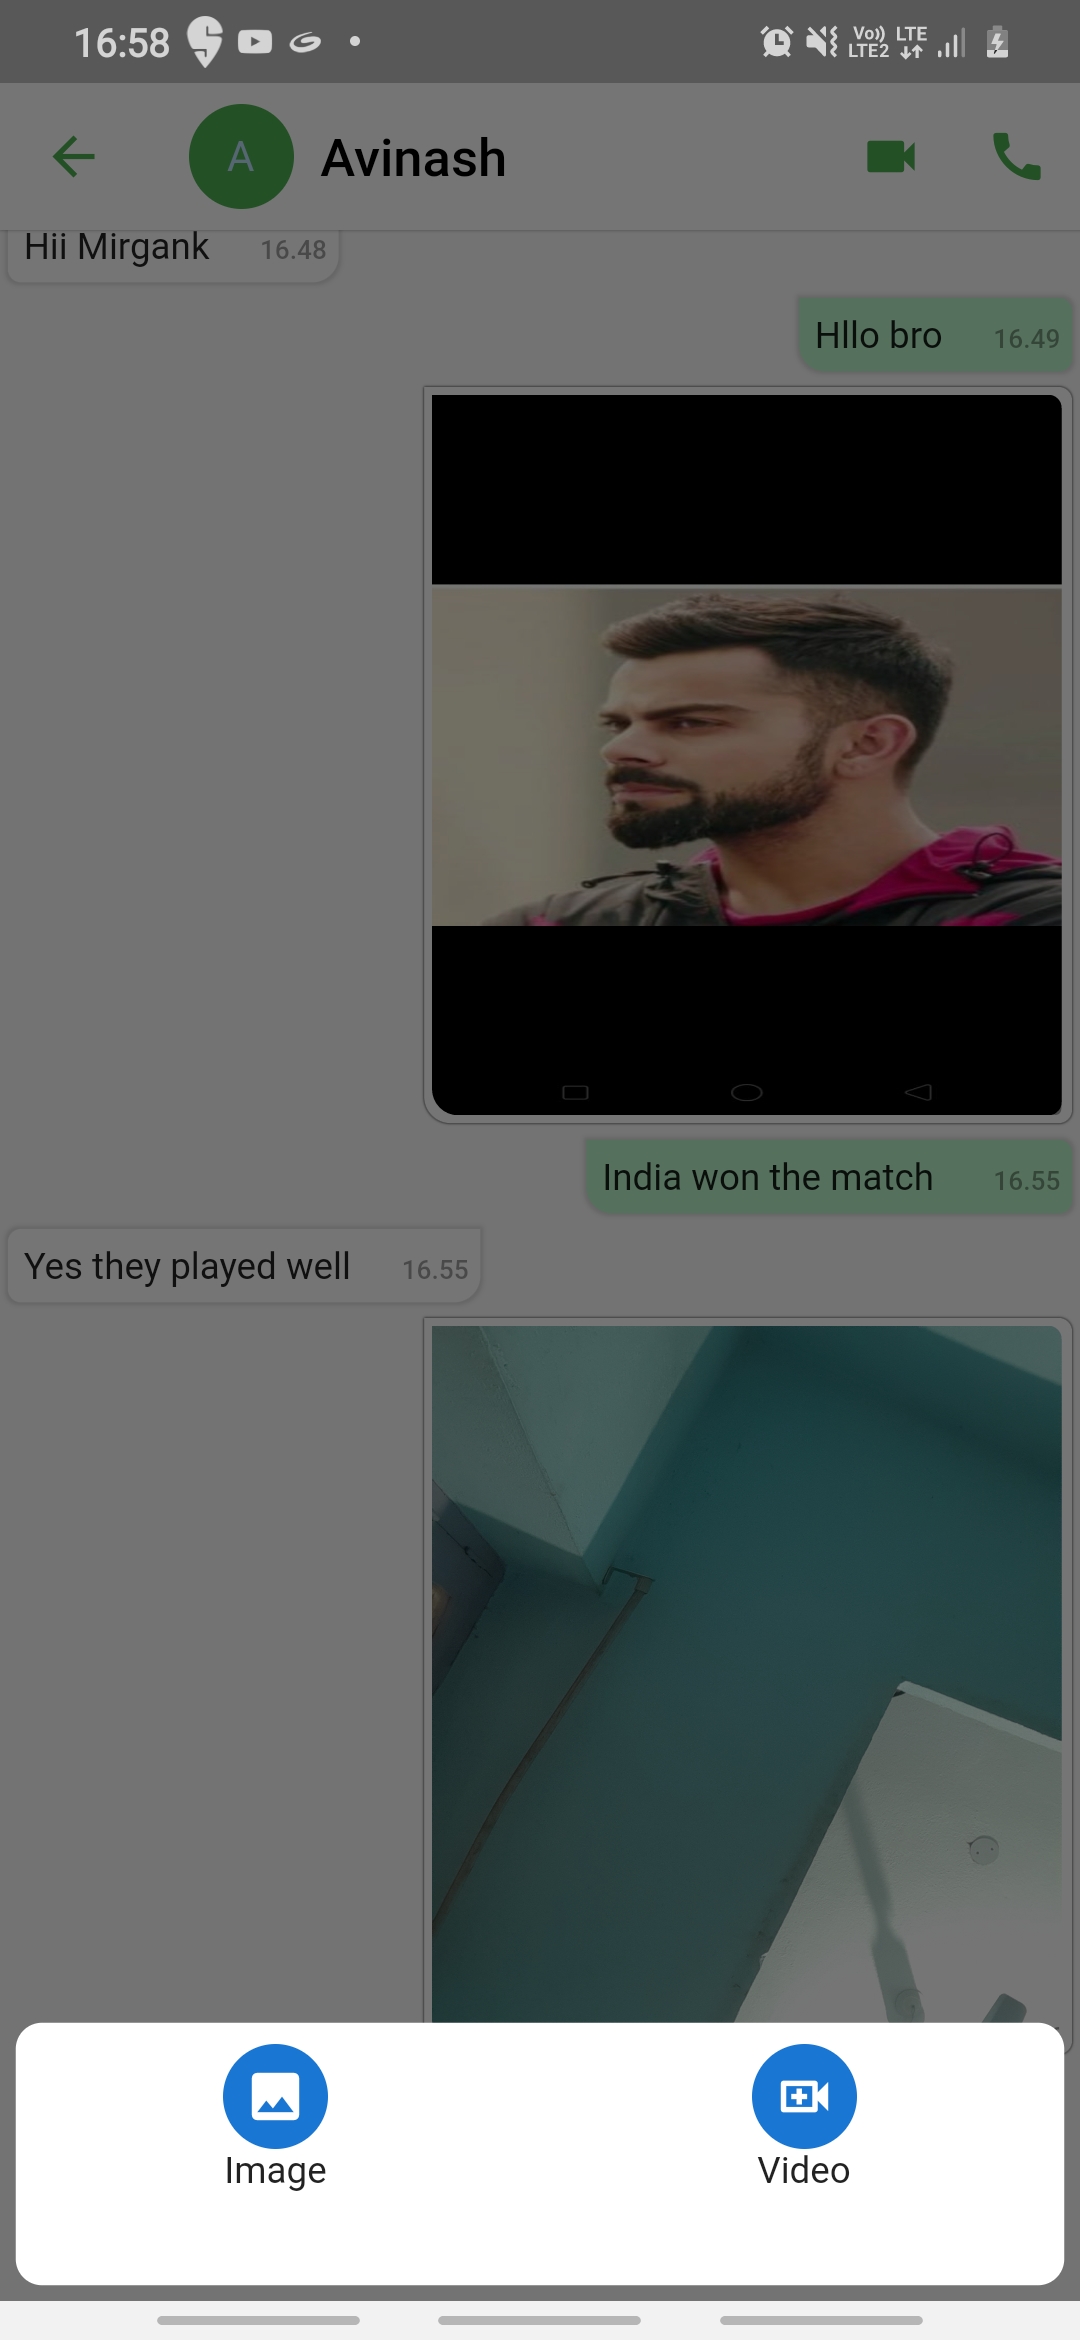 16:58
Vo)) LTE
LTE2
A
Avinash
Hii Mirgank 16.48
Hllo bro 16.49
India won the match 16.55
Yes they played well 16.55
Image
Video